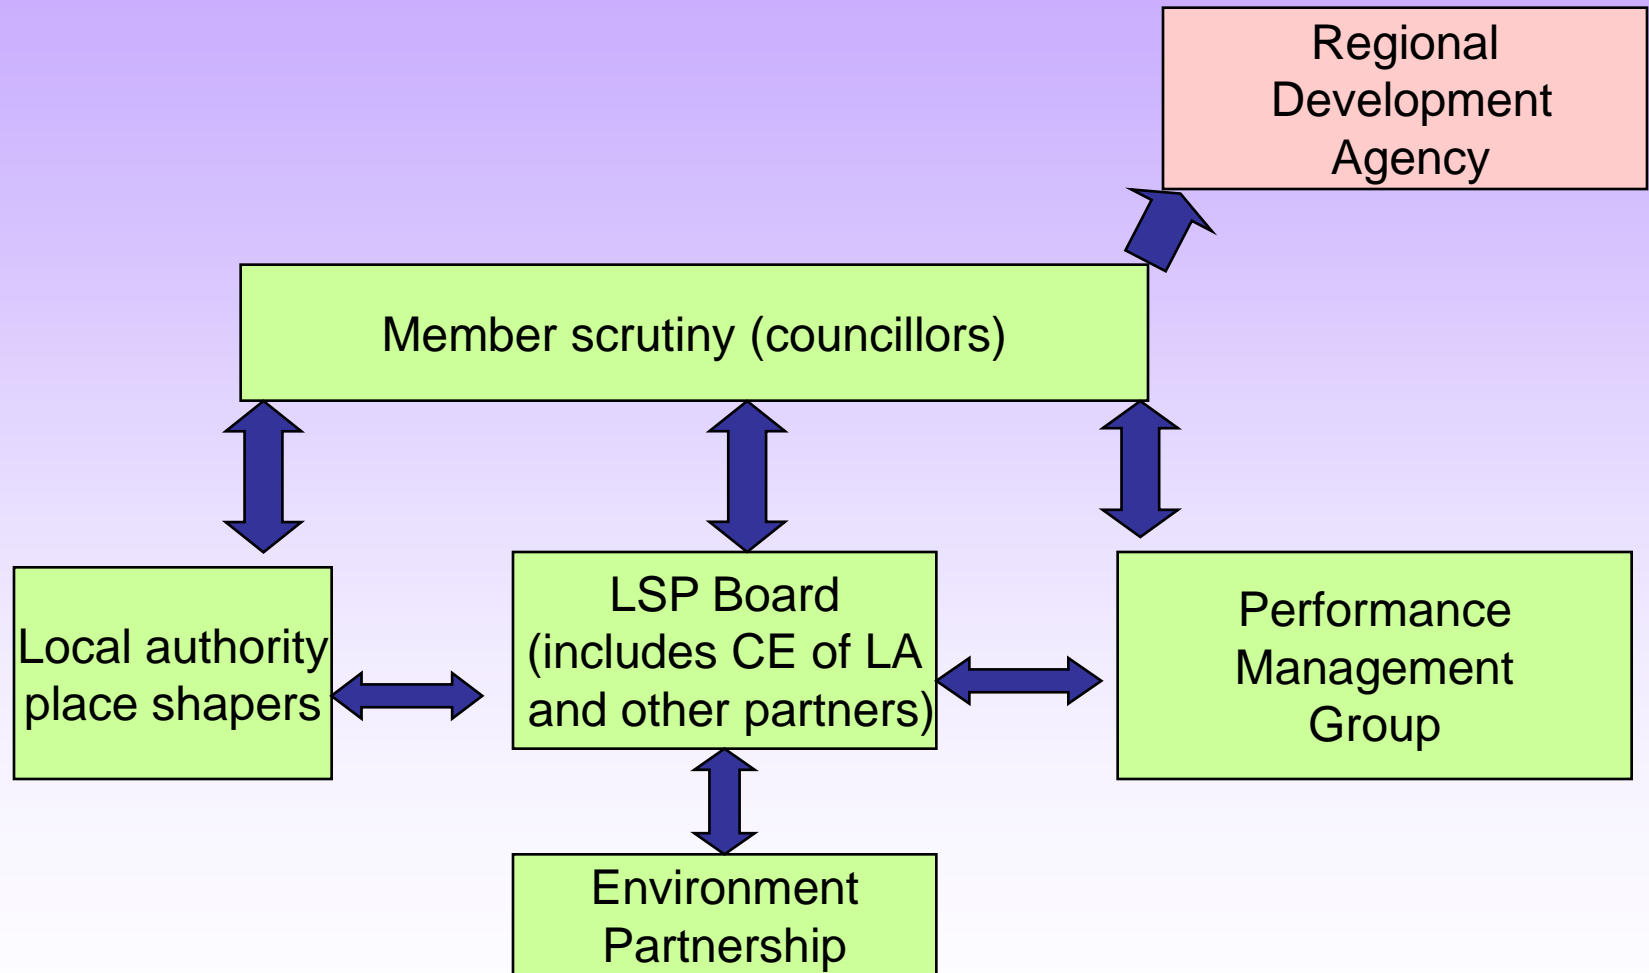 Regional
Development
Agency
Member scrutiny (councillors)
Local authority
place shapers
LSP Board
(includes CE of LA
and other partners)
Performance
Management
Group
Environment
Partnership